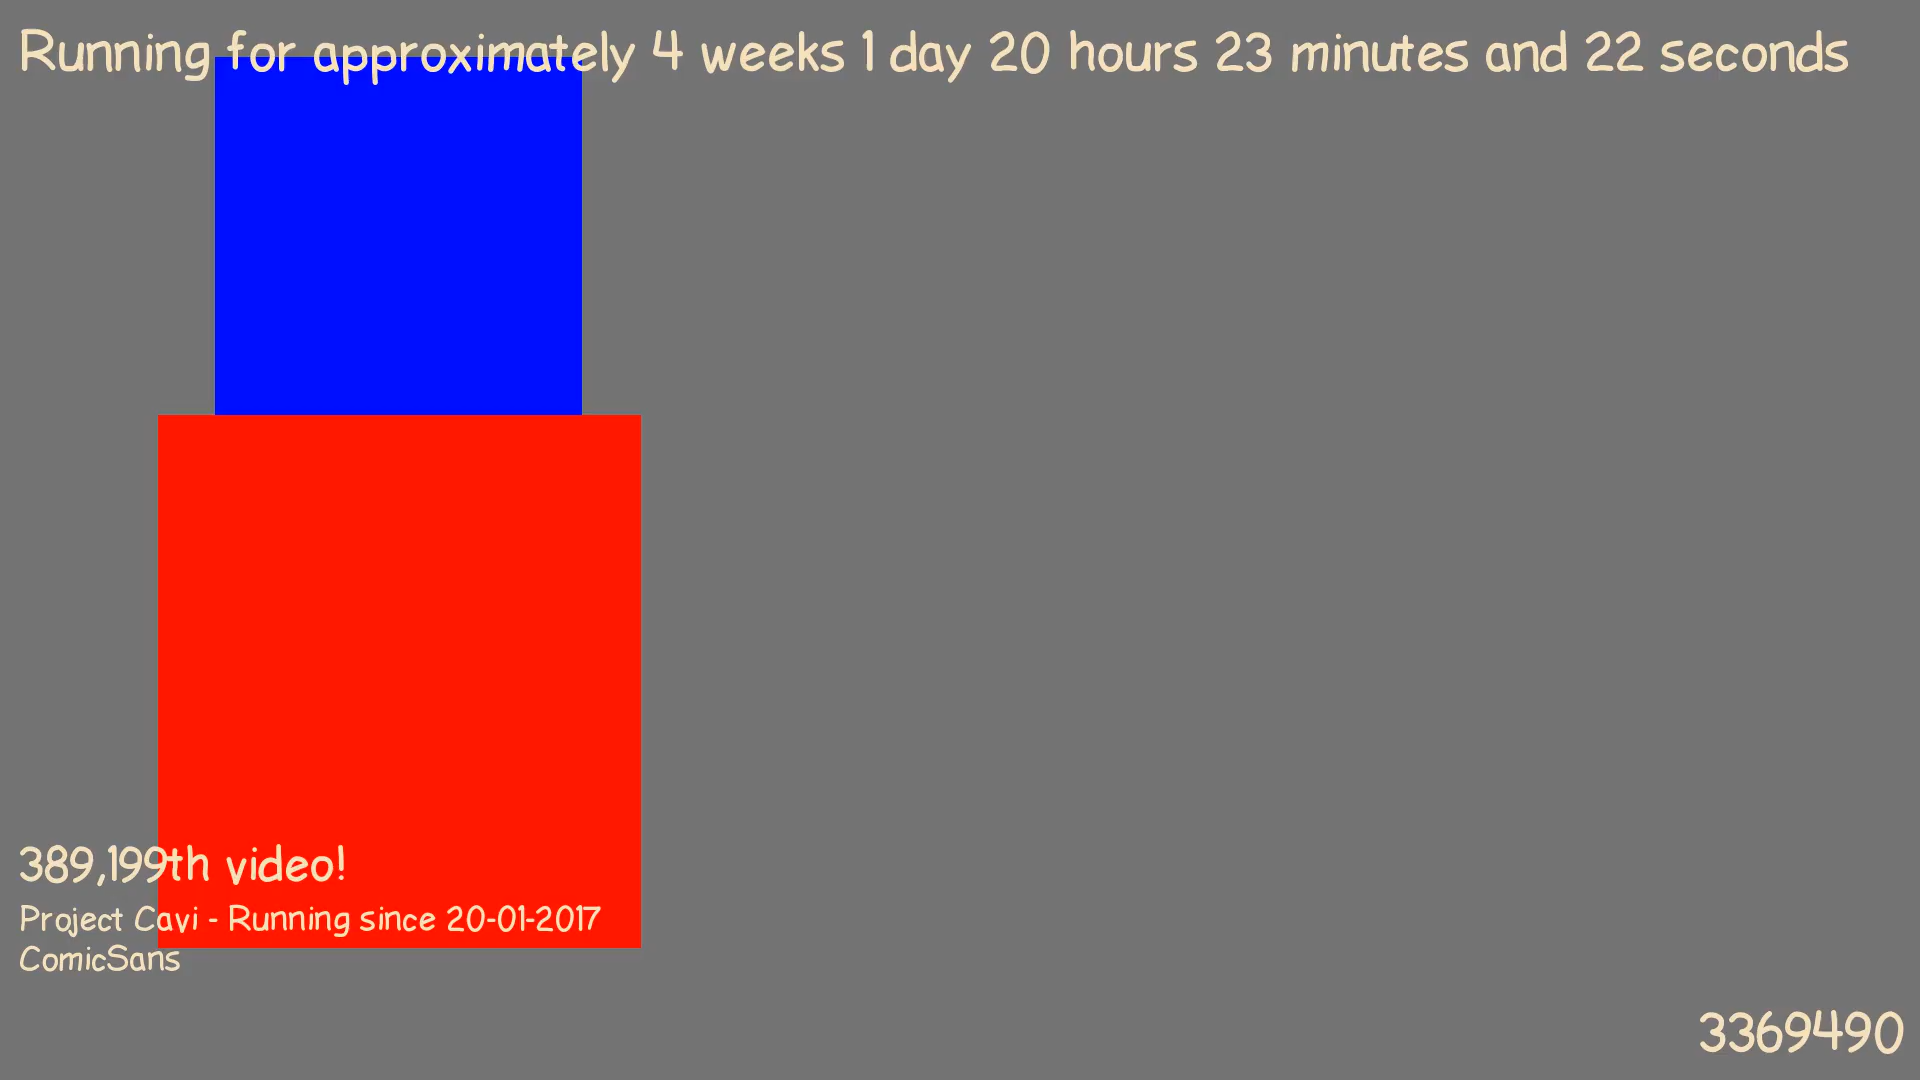 Running for approximately 4 weeks 1 day 20 hours 23 minutes and 22 seconds
389,199th video!
Project Cavi - Running since 20-01-2017
ComicSans
3369490